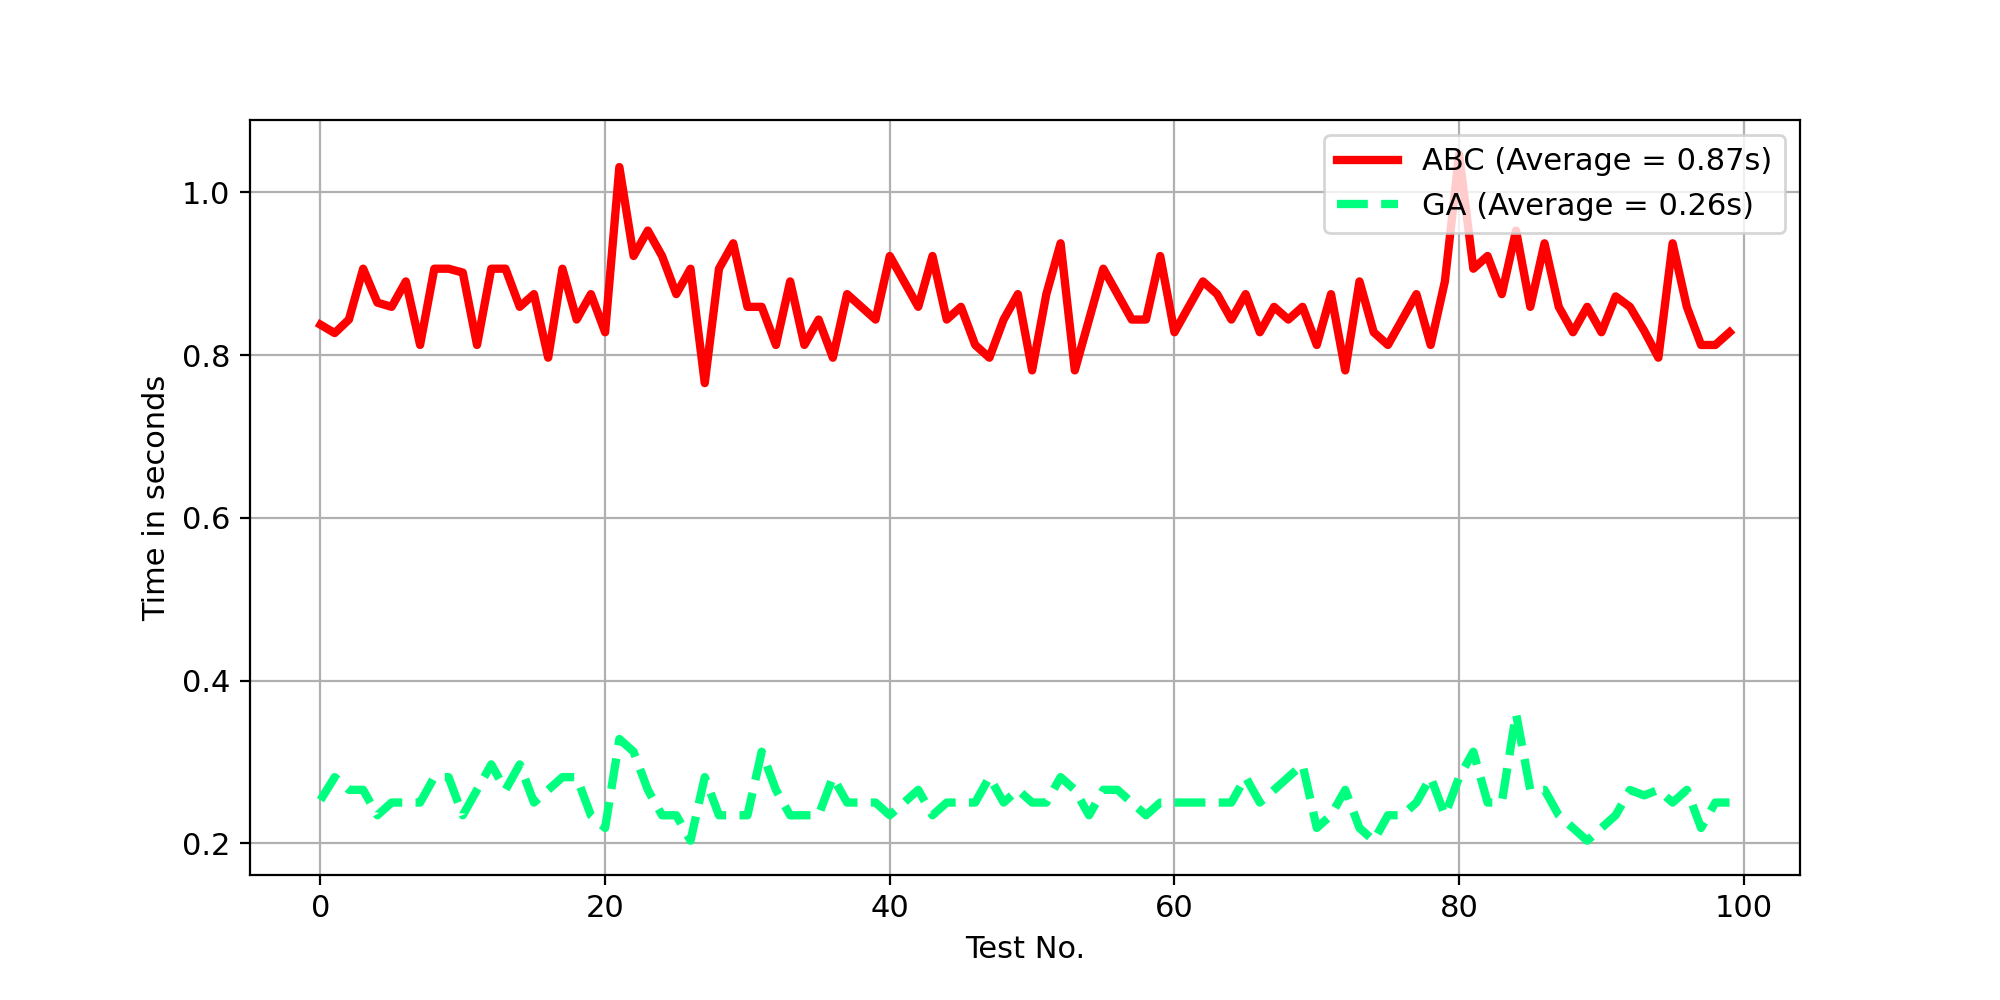 ABC (Average = 0.87s)
GA (Average = 0.26s)
1.0
0.8
0.6
0.4
0.2
Time in seconds
0 20 40 60 80 100
Test No.